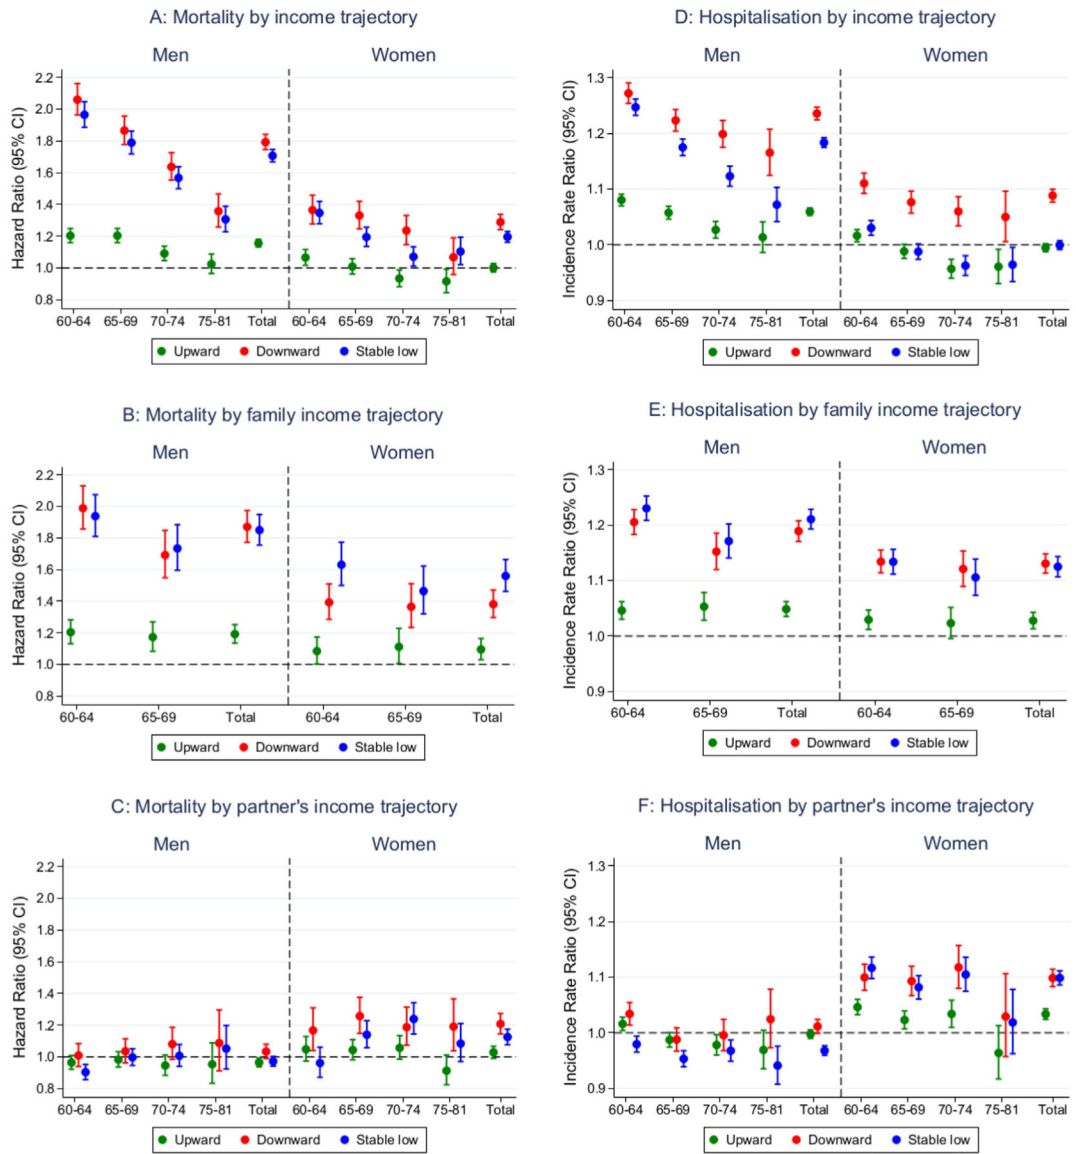 A: Mortality by income trajectory
Men Women
Hazard Ratio (95% CI)
2.2
2.0
1.8
1.6
1.4
1.2
1.0
0.8
60-64 65-69 70-74 75-81 Total 60-64 65-69 70-74 75-81 Total
Upward Downward Stable low
D: Hospitalisation by income trajectory
Men Women
Incidence Rate Ratio (95% CI)
1.3
1.2
1.1
1.0
0.9
60-64 65-69 70-74 75-81 Total 60-64 65-69 70-74 75-81 Total
Upward Downward Stable low
B: Mortality by family income trajectory
Men Women
Hazard Ratio (95% CI)
2.2
2.0
1.8
1.6
1.4
1.2
1.0
0.8
60-64 65-69 Total 60-64 65-69 Total
Upward Downward Stable low
E: Hospitalisation by family income trajectory
Men Women
Incidence Rate Ratio (95% CI)
1.3
1.2
1.1
1.0
0.9
60-64 65-69 Total 60-64 65-69 Total
Upward Downward Stable low
C: Mortality by partner's income trajectory
Men Women
Hazard Ratio (95% CI)
2.2
2.0
1.8
1.6
1.4
1.2
1.0
0.8
60-64 65-69 70-74 75-81 Total 60-64 65-69 70-74 75-81 Total
Upward Downward Stable low
F: Hospitalisation by partner's income trajectory
Men Women
Incidence Rate Ratio (95% CI)
1.3
1.2
1.1
1.0
0.9
60-64 65-69 70-74 75-81 Total 60-64 65-69 70-74 75-81 Total
Upward Downward Stable low